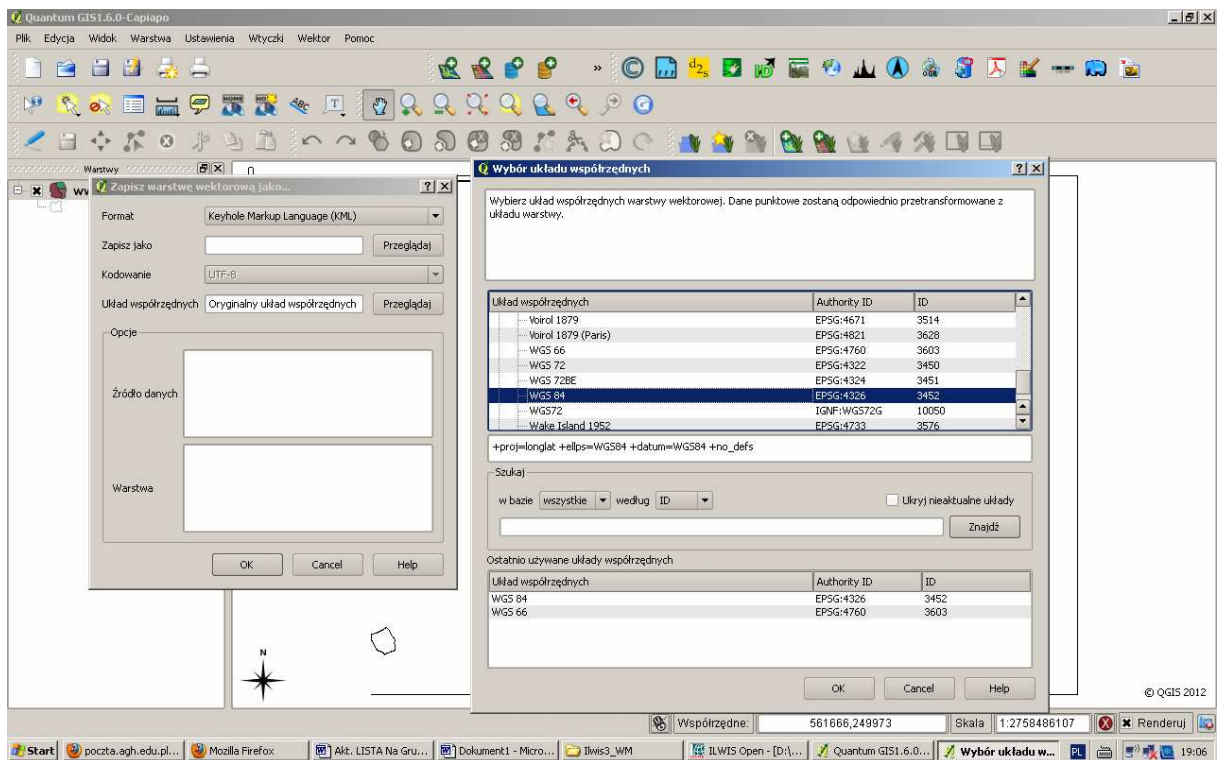 Quantum GIS1.6.0-Capiapo
Plik Edycja Widok Warstwa Ustawienia Wtyczki Wektor Pomoc
Warstwy
Zapisz warstwę wektorową jako...
Format Keyhole Markup Language (KML)
Zapisz jako Przeglądaj
Kodowanie UTF-8
Układ współrzędnych Oryginalny układ współrzędnych Przeglądaj
Opcje
Źródło danych
Warstwa
OK Cancel Help
N
Wybór układu współrzędnych
Wybierz układ współrzędnych warstwy wektorowej. Dane punktowe zostaną odpowiednio przetransformowane z
układu warstwy.
Układ współrzędnych Authority ID ID
Voirol 1879 EPSG:4671 3514
Voirol 1879 (Paris) EPSG:4821 3628
WGS 66 EPSG:4760 3603
WGS 72 EPSG:4322 3450
WGS 72BE EPSG:4324 3451
WGS 84 EPSG:4326 3452
WGS72 IGNF:WGS72G 10050
Wake Island 1952 EPSG:4733 3576
+proj=longlat +ellps=WGS84 +datum=WGS84 +no_defs
Szukaj
w bazie wszystkie według ID Ukryj nieaktualne układy
Znajdź
Ostatnio używane układy współrzędnych
Układ współrzędnych Authority ID ID
WGS 84 EPSG:4326 3452
WGS 66 EPSG:4760 3603
OK Cancel Help
© QGIS 2012
Współrzędne: 561666,249973 Skala 1:2758486107 Renderuj
Start poczta.agh.edu.pl... Mozilla Firefox Akt. LISTA Na Gru... Dokument1 - Micro... Ilwis3_WM ILWIS Open - [D:\... Quantum GIS1.6.0... Wybór układu w... PL 19:06